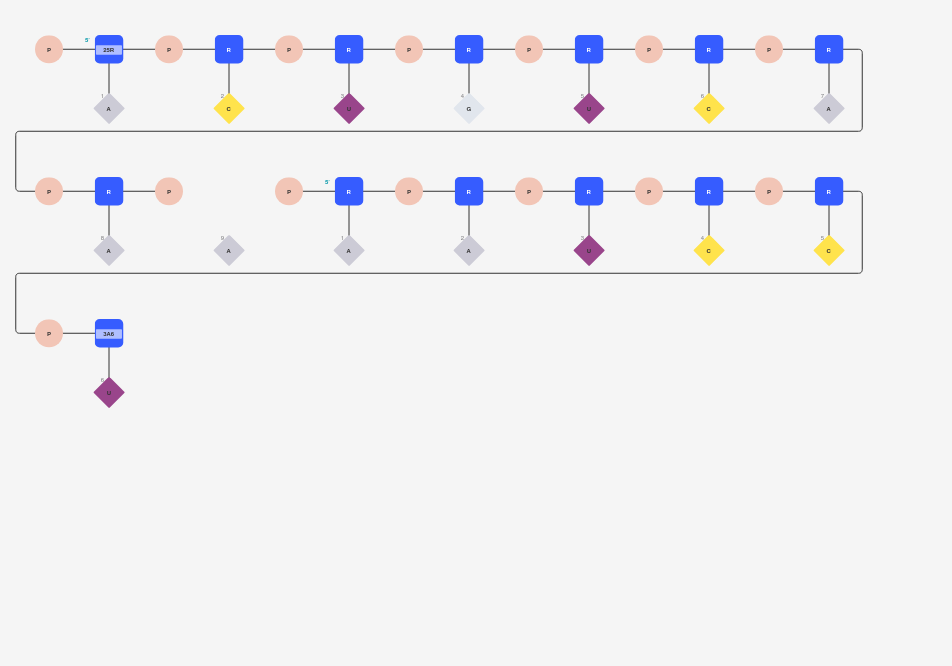 5'
P 25R P R P R P R P R P R P R
1 2 3 4 5 6 7
A C U G U C A
5'
P R P P R P R P R P R P R
8 9 1 2 3 4 5
A A A A U C C
P 3A6
6
U